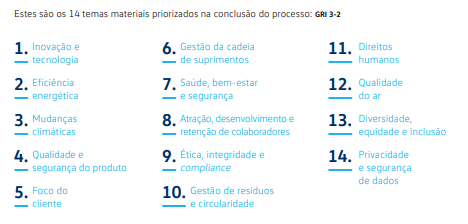 Estes são os 14 temas materiais priorizados na conclusão do processo: GRI 3-2
1. Inovação e
tecnologia
2. Eficiência
energética
3. Mudanças
climáticas
4. Qualidade e
segurança do produto
5. Foco do
cliente
6. Gestão da cadeia
de suprimentos
7. Saúde, bem-estar
e segurança
8. Atração, desenvolvimento e
retenção de colaboradores
9. Ética, integridade e
compliance
10. Gestão de resíduos
e circularidade
11. Direitos
humanos
12. Qualidade
do ar
13. Diversidade,
equidade e inclusão
14. Privacidade
e segurança
de dados